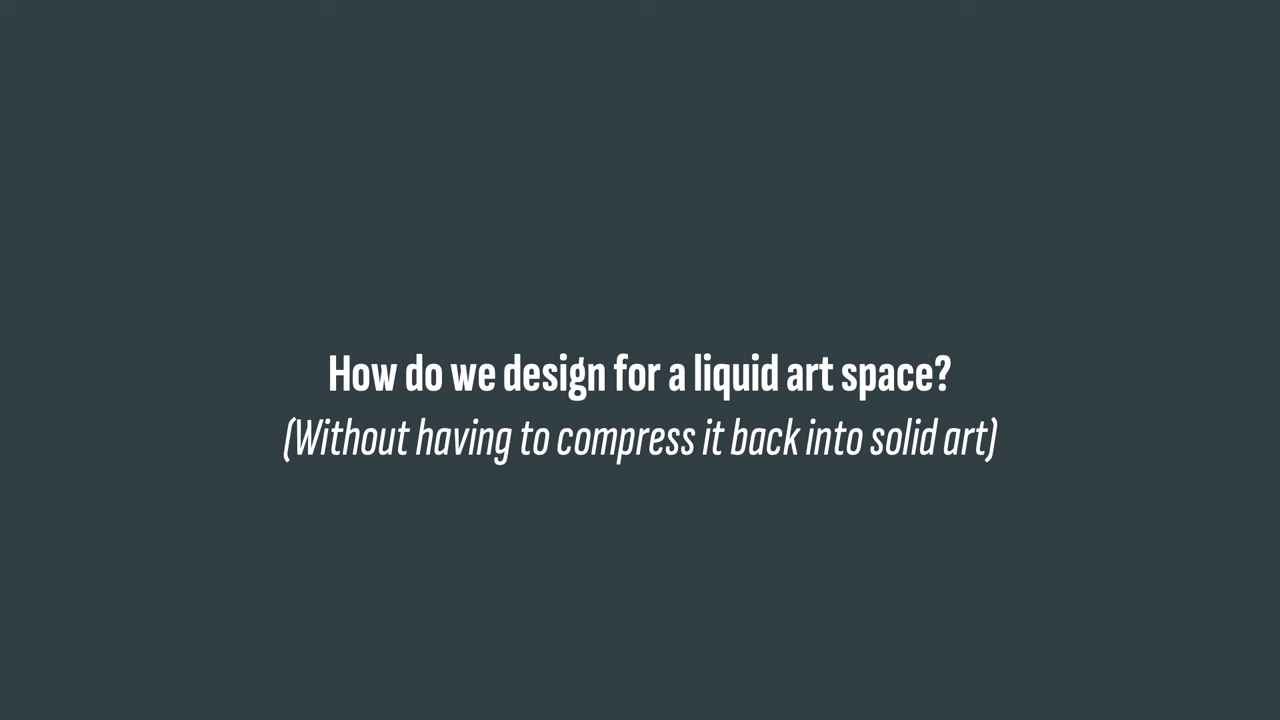 How do we design for a liquid art space?
(Without having to compress it back into solid art)